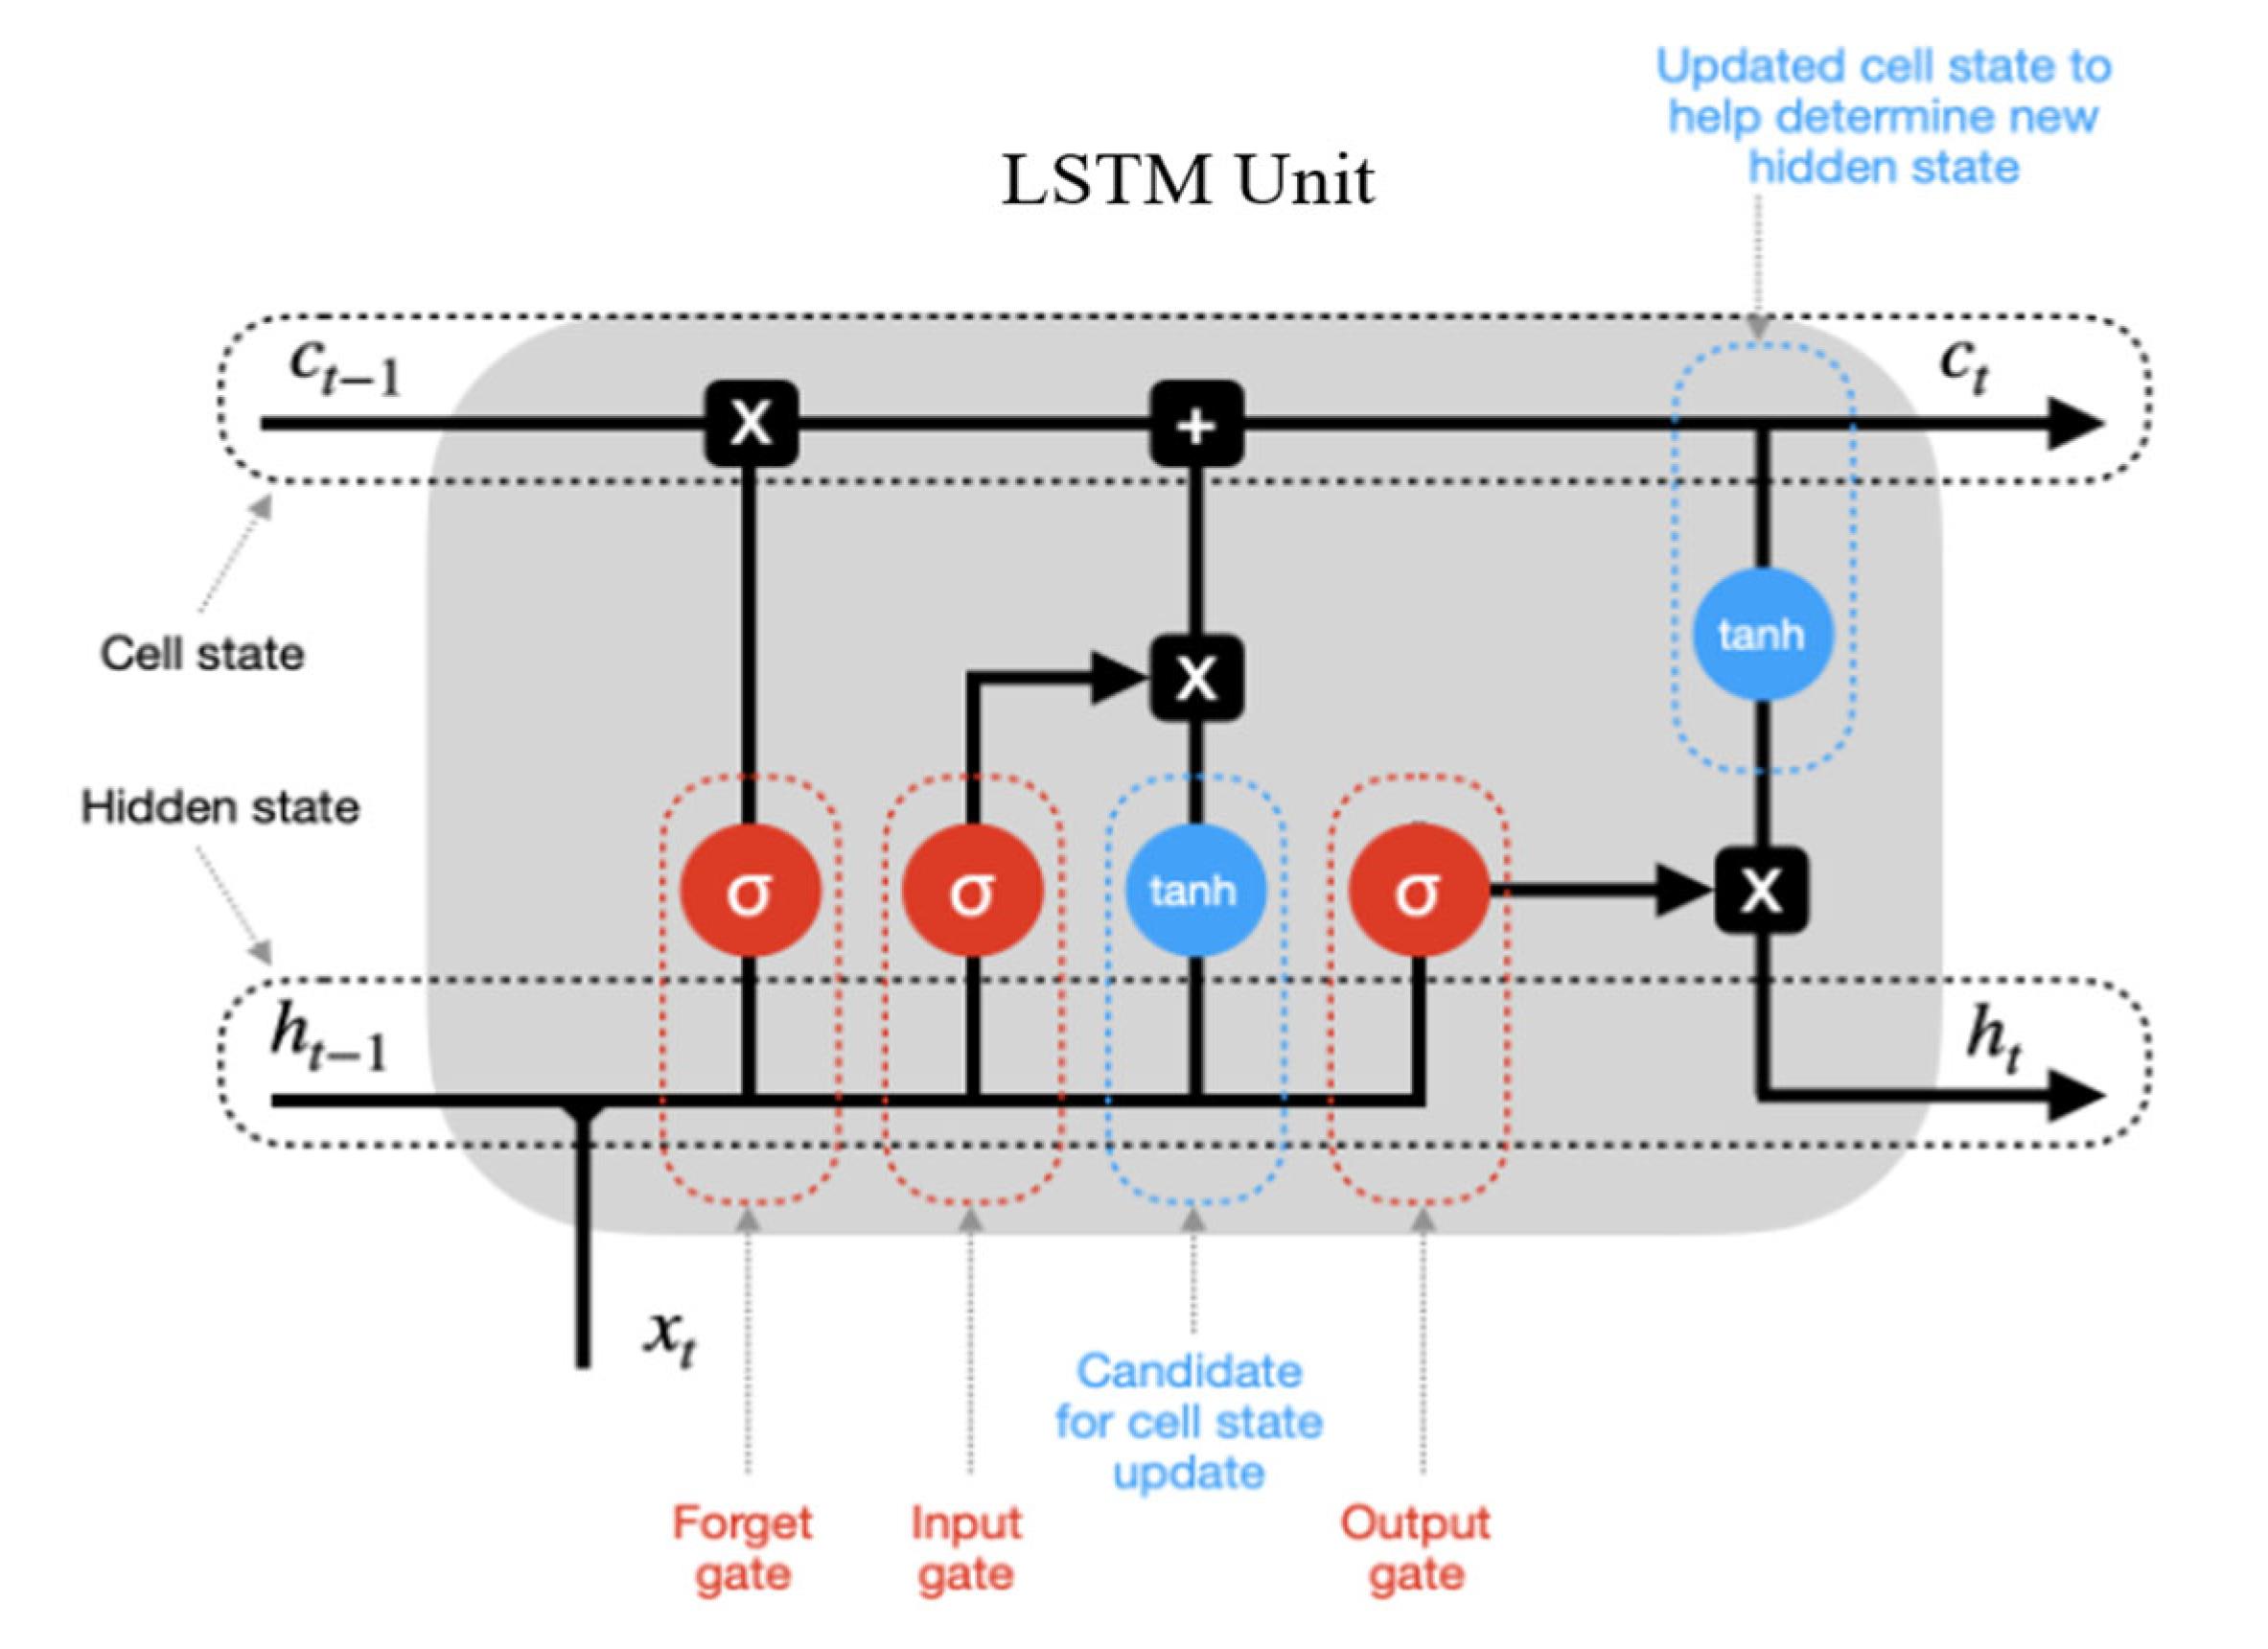 Updated cell state to
help determine new
hidden state
LSTM Unit
c_{t-1}
c_t
X
+
Cell state
tanh
X
Hidden state
σ
σ
tanh
σ
X
h_{t-1}
h_t
x_t
Candidate
for cell state
update
Forget
gate
Input
gate
Output
gate